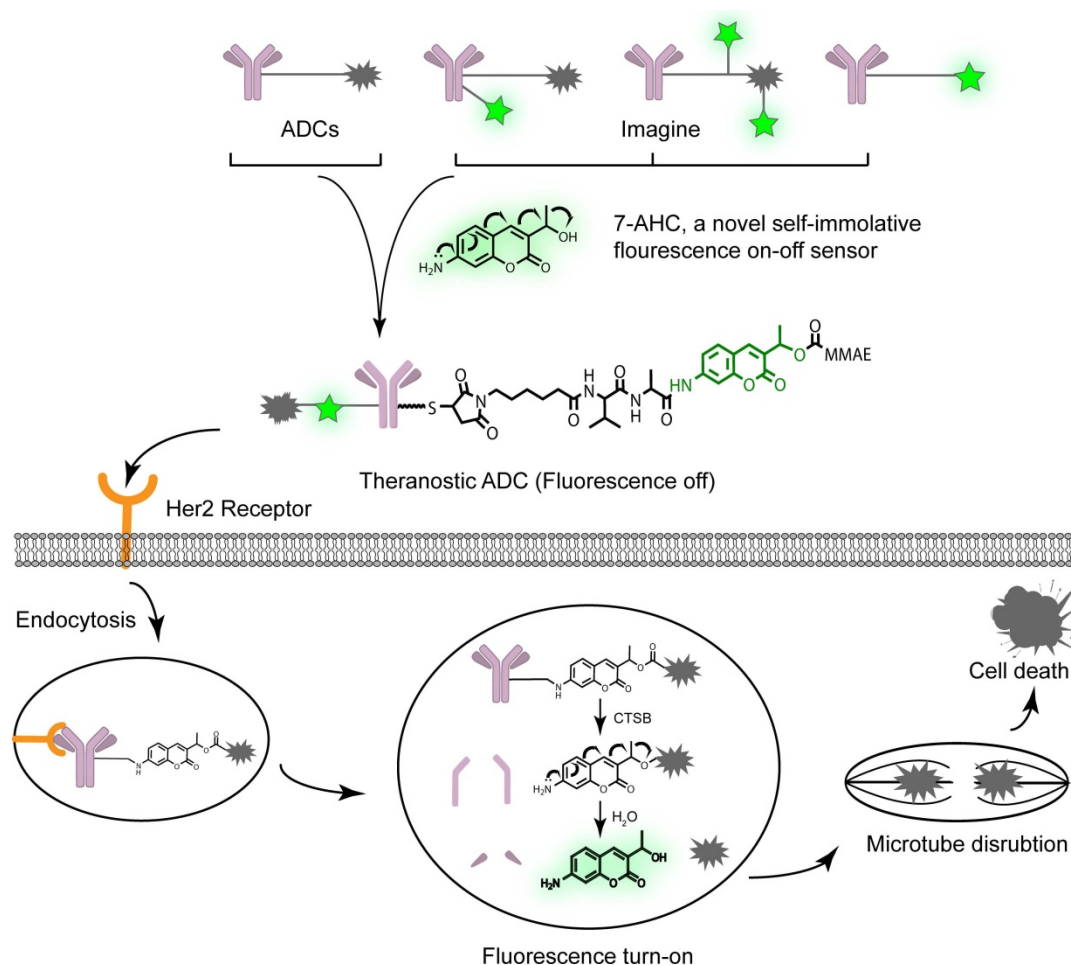 ADCs
Imagine
7-AHC, a novel self-immolative
flourescence on-off sensor
H₂N
OH
O
O
S
O
N
O
O
H
N
O
N
H
O
HN
O
O
O
O
MMAE
Theranostic ADC (Fluorescence off)
Her2 Receptor
Endocytosis
N
H
O
O
O
O
N
H
O
O
O
O
CTSB
H₂N
O
O
O
H₂O
H₂N
O
O
OH
Fluorescence turn-on
Cell death
Microtube disrubtion